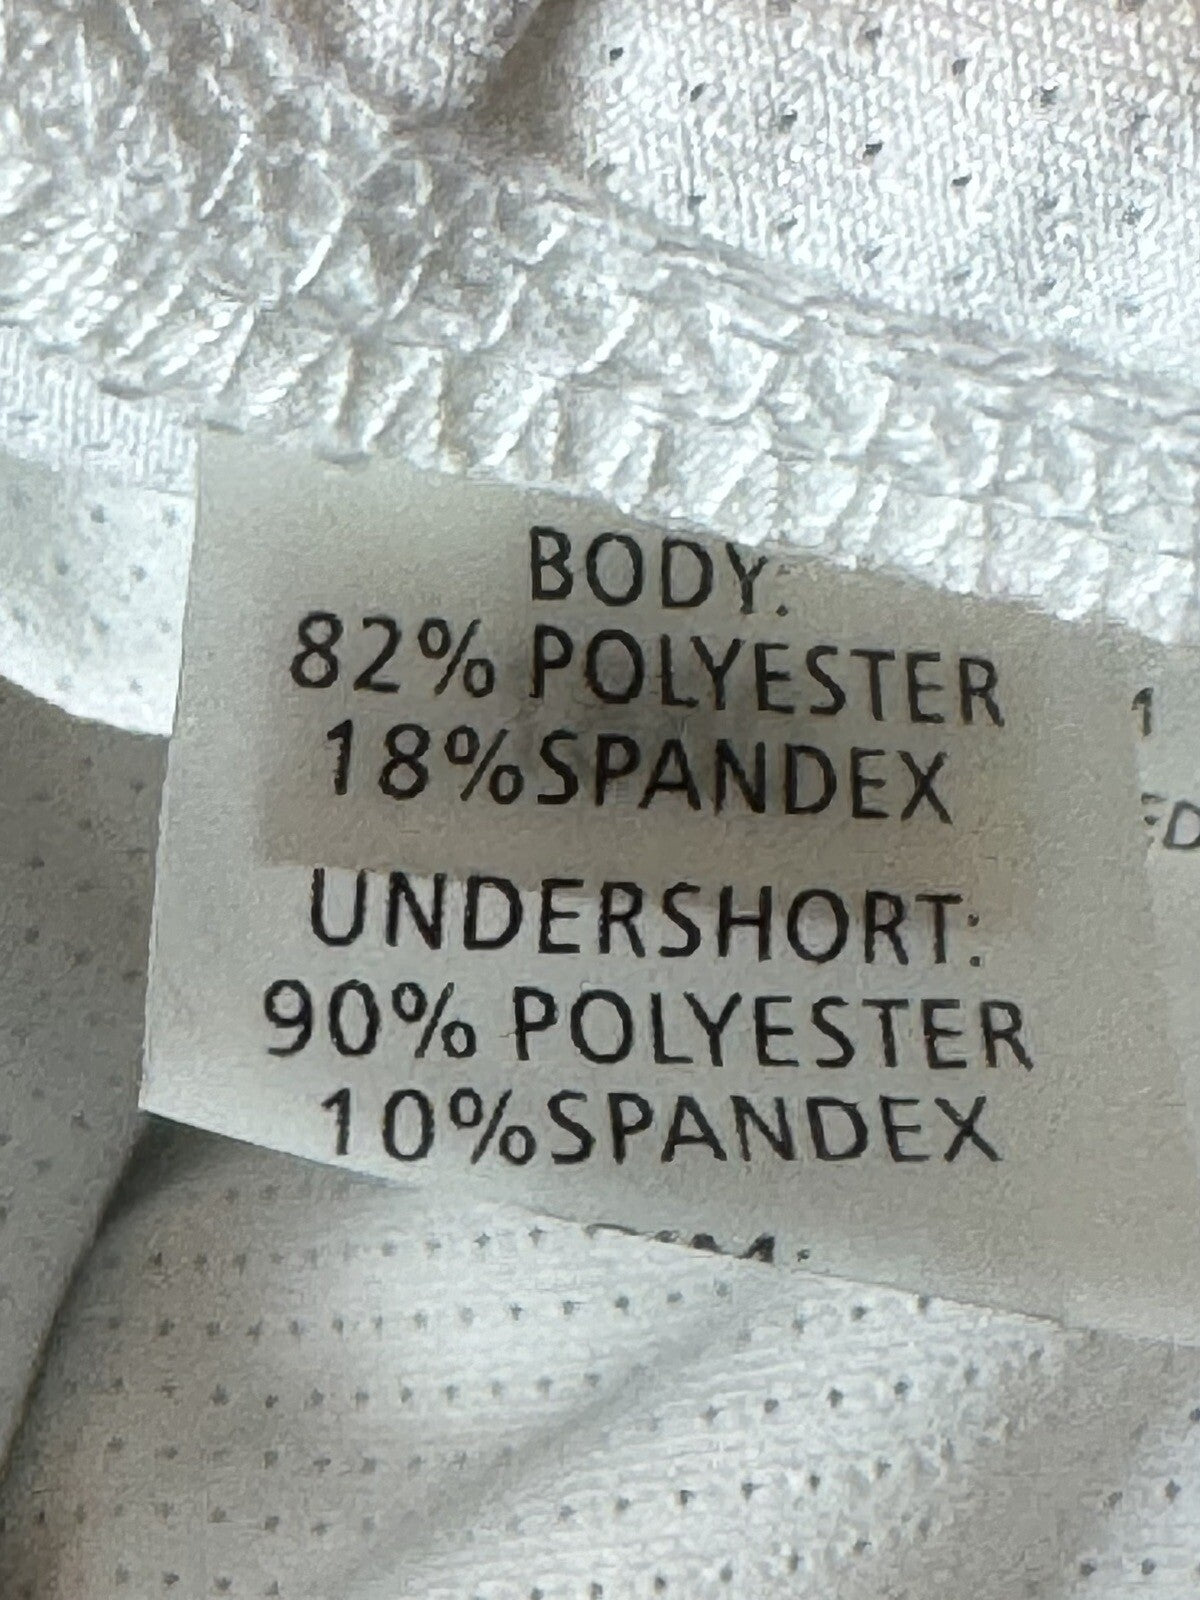 BODY:
82% POLYESTER
18%SPANDEX
UNDERSHORT:
90% POLYESTER
10%SPANDEX